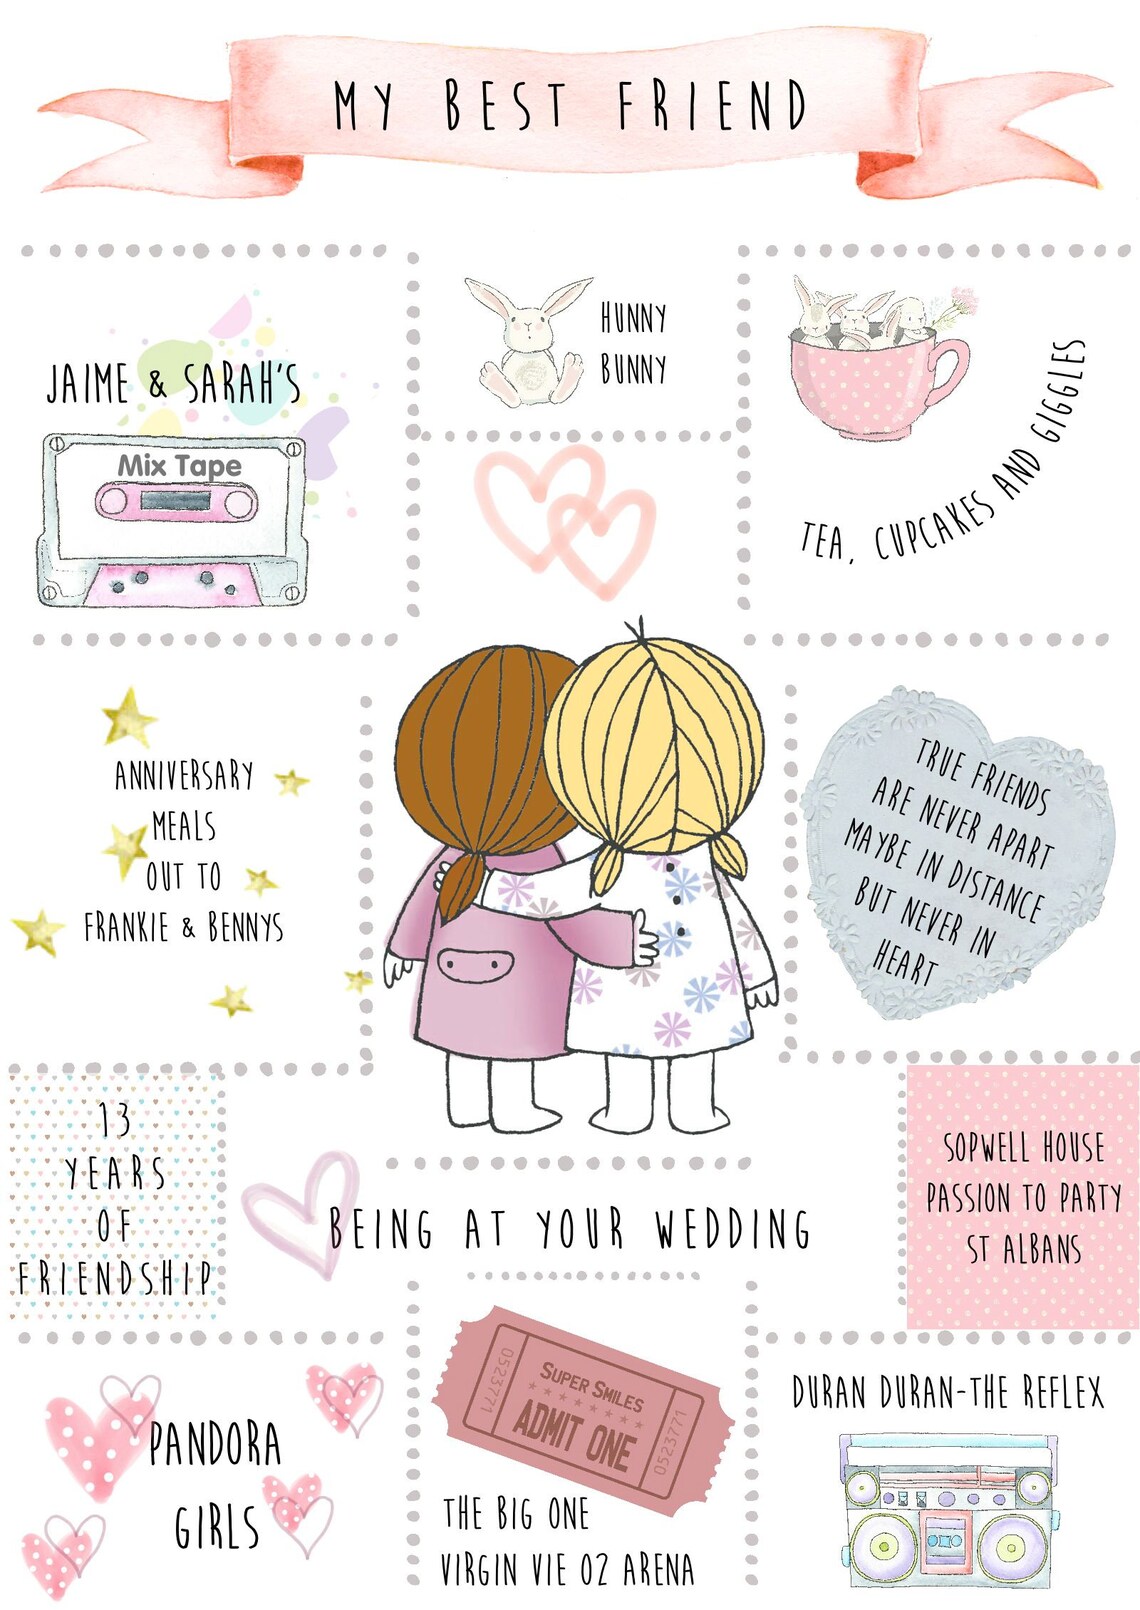 MY BEST FRIEND
JAIME & SARAH'S
Mix Tape
HUNNY
BUNNY
TEA, CUPCAKES AND GIGGLES
ANNIVERSARY
MEALS
OUT TO
FRANKIE & BENNYS
TRUE FRIENDS
ARE NEVER APART
MAYBE IN DISTANCE
BUT NEVER IN
HEART
13
YEARS
OF
FRIENDSHIP
BEING AT YOUR WEDDING
SOPWELL HOUSE
PASSION TO PARTY
ST ALBANS
PANDORA
GIRLS
0523771
SUPER SMILES
ADMIT ONE
0523771
THE BIG ONE
VIRGIN VIE O2 ARENA
DURAN DURAN-THE REFLEX